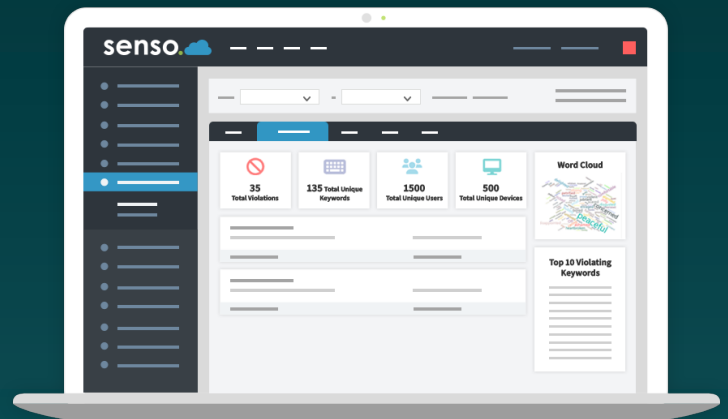 senso.
35
Total Violations
135 Total Unique
Keywords
1500
Total Unique Users
500
Total Unique Devices
Word Cloud
Peaceful
Top 10 Violating
Keywords